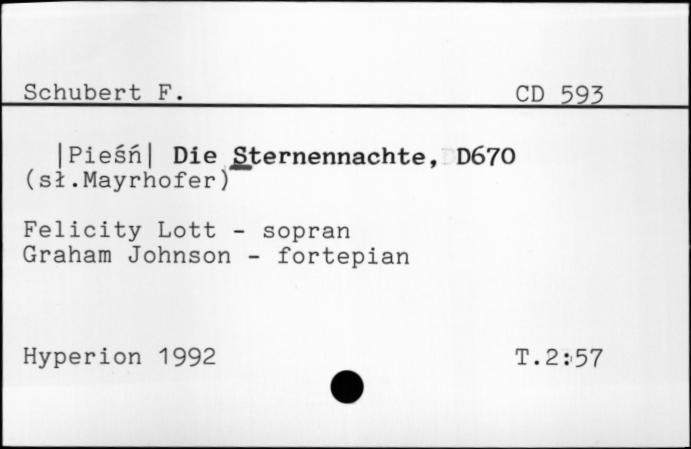 Schubert F. CD 593
|Pieśń| Die Sternennachte, D670
(sł.Mayrhofer)
Felicity Lott - sopran
Graham Johnson - fortepian
Hyperion 1992 T.2:57